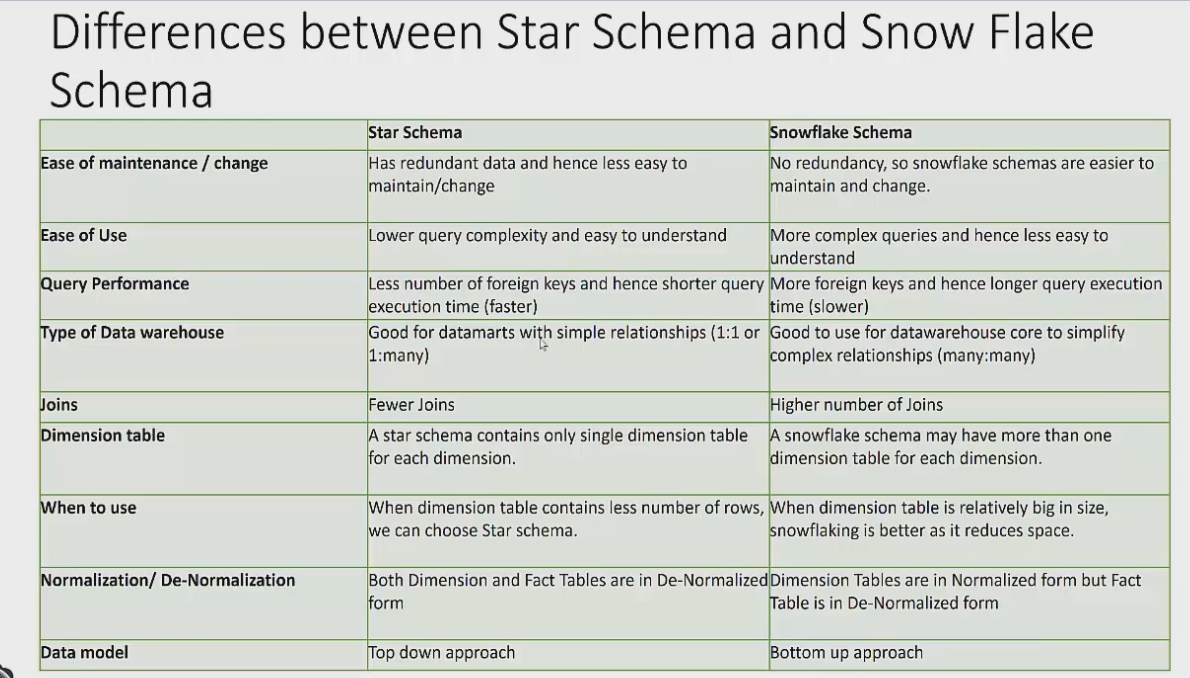 Differences between Star Schema and Snow Flake
Schema
Star Schema
Snowflake Schema
Ease of maintenance / change
Has redundant data and hence less easy to
maintain/change
No redundancy, so snowflake schemas are easier to
maintain and change.
Ease of Use
Lower query complexity and easy to understand
More complex queries and hence less easy to
understand
Query Performance
Less number of foreign keys and hence shorter query
execution time (faster)
More foreign keys and hence longer query execution
time (slower)
Type of Data warehouse
Good for datamarts with simple relationships (1:1 or
1:many)
Good to use for datawarehouse core to simplify
complex relationships (many:many)
Joins
Fewer Joins
Higher number of Joins
Dimension table
A star schema contains only single dimension table
for each dimension.
A snowflake schema may have more than one
dimension table for each dimension.
When to use
When dimension table contains less number of rows,
we can choose Star schema.
When dimension table is relatively big in size,
snowflaking is better as it reduces space.
Normalization/ De-Normalization
Both Dimension and Fact Tables are in De-Normalized
form
Dimension Tables are in Normalized form but Fact
Table is in De-Normalized form
Data model
Top down approach
Bottom up approach